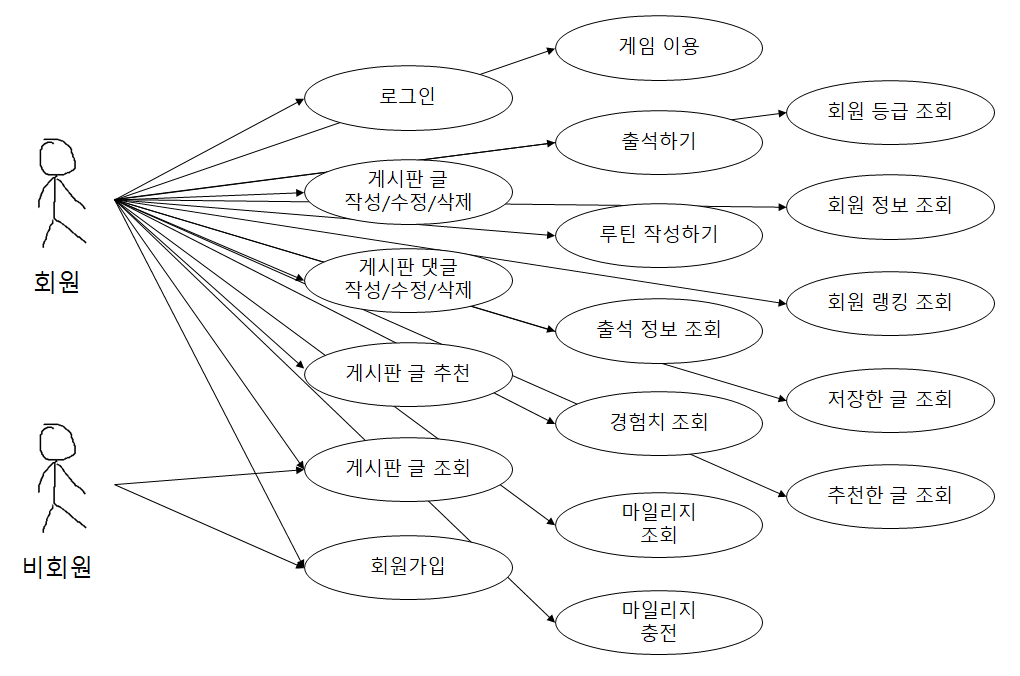 회원
비회원
로그인
게시판 글
작성/수정/삭제
게시판 댓글
작성/수정/삭제
게시판 글 추천
게시판 글 조회
회원가입
게임 이용
출석하기
루틴 작성하기
출석 정보 조회
경험치 조회
마일리지
조회
마일리지
충전
회원 등급 조회
회원 정보 조회
회원 랭킹 조회
저장한 글 조회
추천한 글 조회